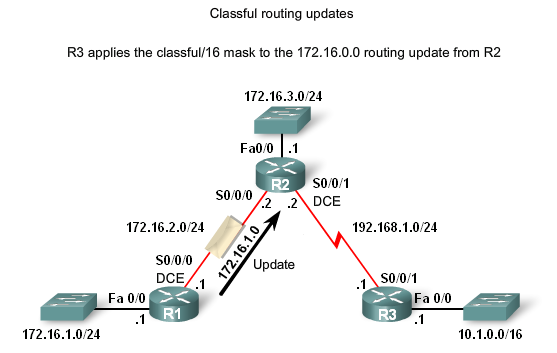 Classful routing updates
R3 applies the classful/16 mask to the 172.16.0.0 routing update from R2
172.16.3.0/24
Fa0/0 .1
R2
S0/0/0 .2 .2 S0/0/1
DCE
172.16.2.0/24
192.168.1.0/24
172.16.1.0
Update
S0/0/0
DCE .1
Fa 0/0 .1
R1
172.16.1.0/24
S0/0/1
.1
R3
Fa 0/0
.1
10.1.0.0/16